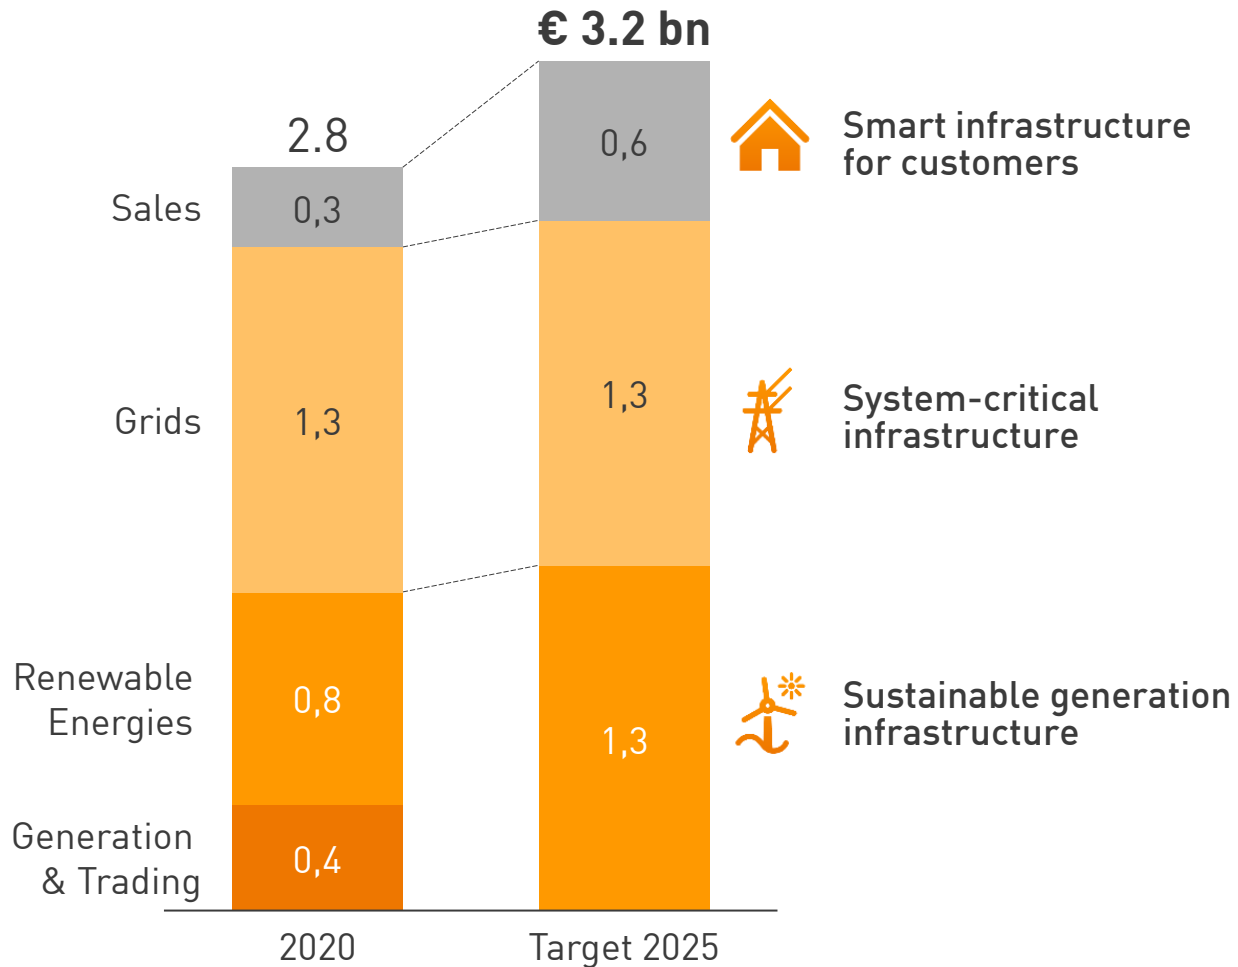 € 3.2 bn
2.8
Sales
0,3
0,6
Smart infrastructure
for customers
Grids
1,3
1,3
System-critical
infrastructure
Renewable
Energies
0,8
1,3
Sustainable generation
infrastructure
Generation
& Trading
0,4
2020
Target 2025